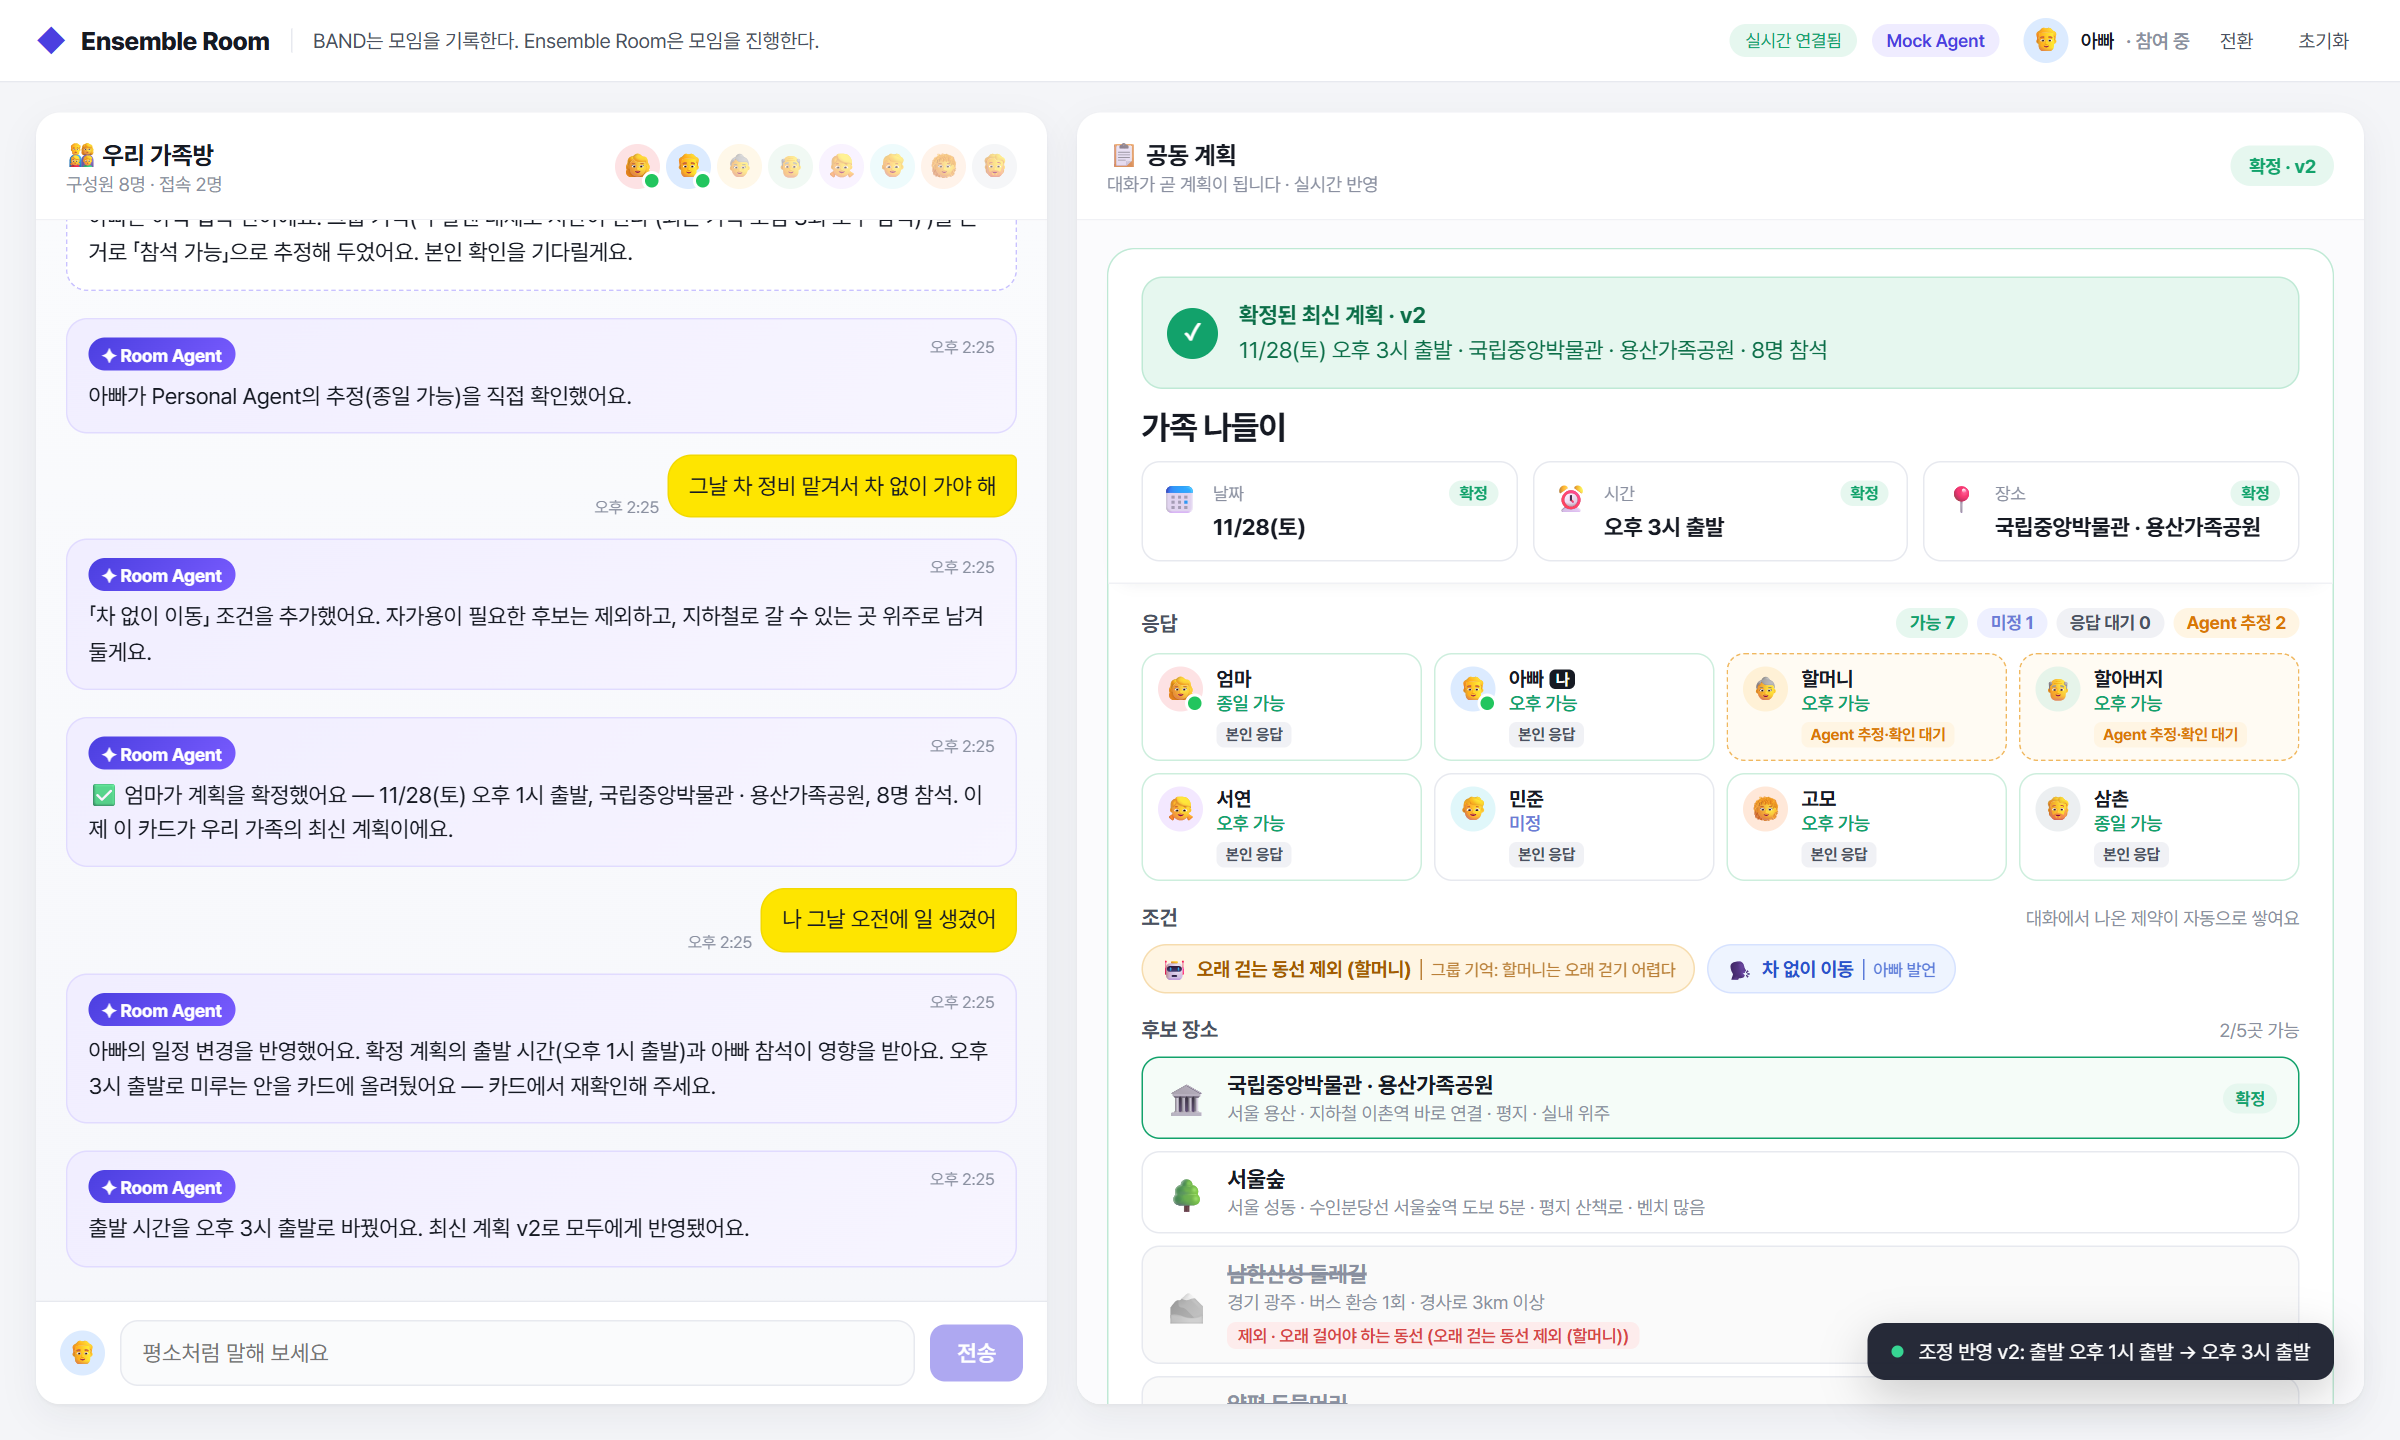 Ensemble Room
BAND는 모임을 기록한다. Ensemble Room은 모임을 진행한다.
실시간 연결됨
Mock Agent
아빠 · 참여 중
전환
초기화
우리 가족방
구성원 8명 · 접속 2명
거로 「참석 가능」으로 추정해 두었어요. 본인 확인을 기다릴게요.
Room Agent
오후 2:25
아빠가 Personal Agent의 추정(종일 가능)을 직접 확인했어요.
그날 차 정비 맡겨서 차 없이 가야 해
오후 2:25
Room Agent
오후 2:25
「차 없이 이동」 조건을 추가했어요. 자가용이 필요한 후보는 제외하고, 지하철로 갈 수 있는 곳 위주로 남겨
둘게요.
Room Agent
오후 2:25
✅ 엄마가 계획을 확정했어요 — 11/28(토) 오후 1시 출발, 국립중앙박물관 · 용산가족공원, 8명 참석. 이
제 이 카드가 우리 가족의 최신 계획이에요.
나 그날 오전에 일 생겼어
오후 2:25
Room Agent
오후 2:25
아빠의 일정 변경을 반영했어요. 확정 계획의 출발 시간(오후 1시 출발)과 아빠 참석이 영향을 받아요. 오후
3시 출발로 미루는 안을 카드에 올려뒀어요 — 카드에서 재확인해 주세요.
Room Agent
오후 2:25
출발 시간을 오후 3시 출발로 바꿨어요. 최신 계획 v2로 모두에게 반영됐어요.
평소처럼 말해 보세요
전송
공동 계획
대화가 곧 계획이 됩니다 · 실시간 반영
확정 · v2
확정된 최신 계획 · v2
11/28(토) 오후 3시 출발 · 국립중앙박물관 · 용산가족공원 · 8명 참석
가족 나들이
날짜
확정
11/28(토)
시간
확정
오후 3시 출발
장소
확정
국립중앙박물관 · 용산가족공원
응답
가능 7
미정 1
응답 대기 0
Agent 추정 2
엄마
종일 가능
본인 응답
아빠 나
오후 가능
본인 응답
할머니
오후 가능
Agent 추정·확인 대기
할아버지
오후 가능
Agent 추정·확인 대기
서연
오후 가능
본인 응답
민준
미정
본인 응답
고모
오후 가능
본인 응답
삼촌
종일 가능
본인 응답
조건
대화에서 나온 제약이 자동으로 쌓여요
오래 걷는 동선 제외 (할머니) | 그룹 기억: 할머니는 오래 걷기 어렵다
차 없이 이동 | 아빠 발언
후보 장소
2/5곳 가능
국립중앙박물관 · 용산가족공원
서울 용산 · 지하철 이촌역 바로 연결 · 평지 · 실내 위주
확정
서울숲
서울 성동 · 수인분당선 서울숲역 도보 5분 · 평지 산책로 · 벤치 많음
남한산성 둘레길
경기 광주 · 버스 환승 1회 · 경사로 3km 이상
제외 · 오래 걸어야 하는 동선 (오래 걷는 동선 제외 (할머니))
조정 반영 v2: 출발 오후 1시 출발 → 오후 3시 출발